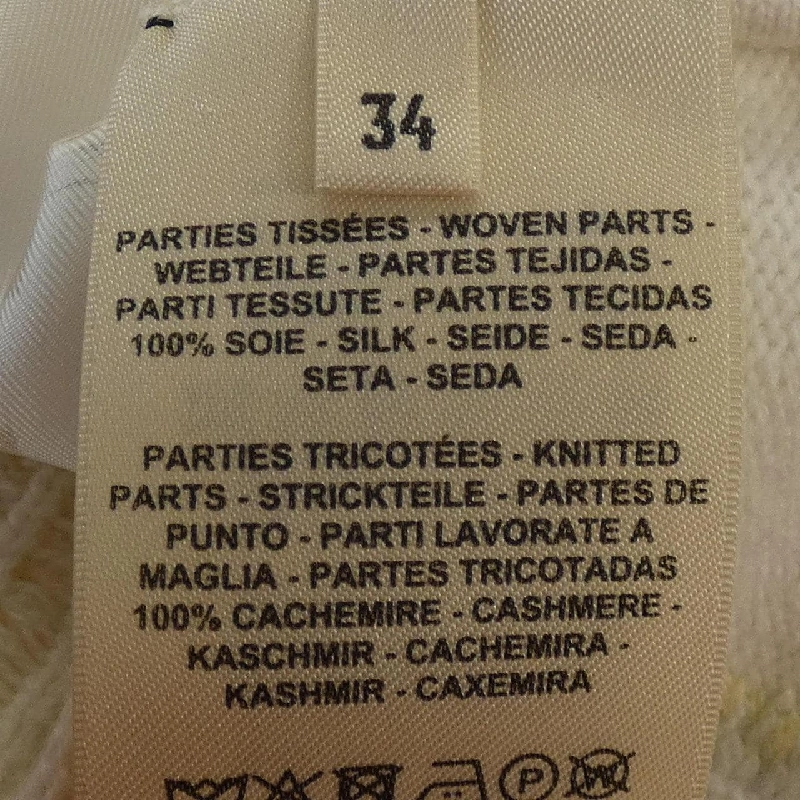 34
PARTIES TISSÉES - WOVEN PARTS -
WEBTEILE - PARTES TEJIDAS -
PARTI TESSUTE - PARTES TECIDAS
100% SOIE - SILK - SEIDE - SEDA -
SETA - SEDA
PARTIES TRICOTÉES - KNITTED
PARTS - STRICKTEILE - PARTES DE
PUNTO - PARTI LAVORATE A
MAGLIA - PARTES TRICOTADAS
100% CACHEMIRE - CASHMERE -
KASCHMIR - CACHEMIRA -
KASHMIR - CAXEMIRA
P W